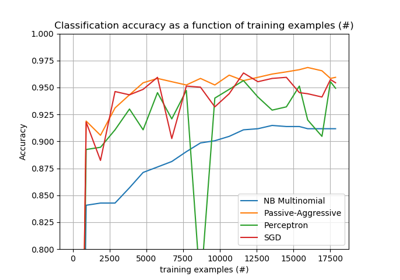 Classification accuracy as a function of training examples (#)
1.000
0.975
0.950
0.925
0.900
0.875
0.850
0.825
0.800
Accuracy
NB Multinomial
Passive-Aggressive
Perceptron
SGD
0 2500 5000 7500 10000 12500 15000 17500
training examples (#)